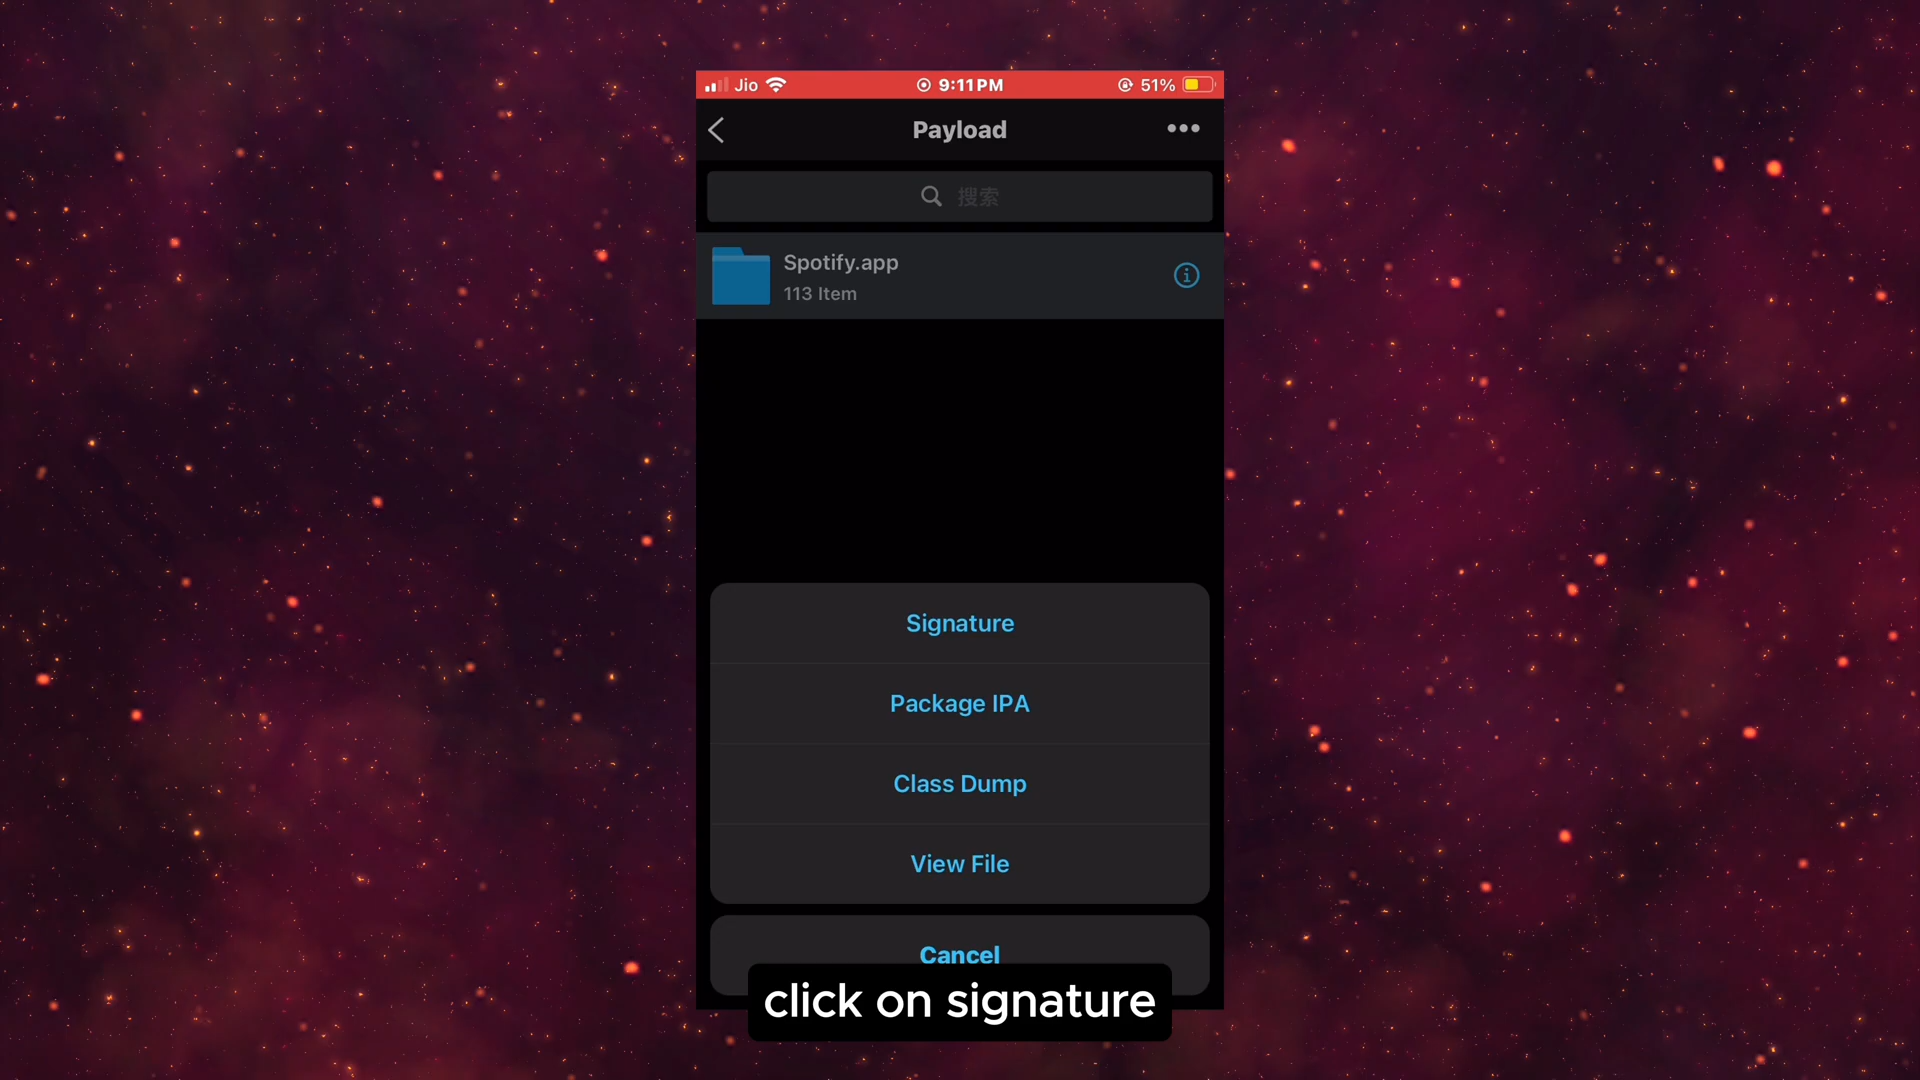 Jio 9:11 PM 51%
Payload
搜索
Spotify.app
113 Item
Signature
Package IPA
Class Dump
View File
Cancel
click on signature